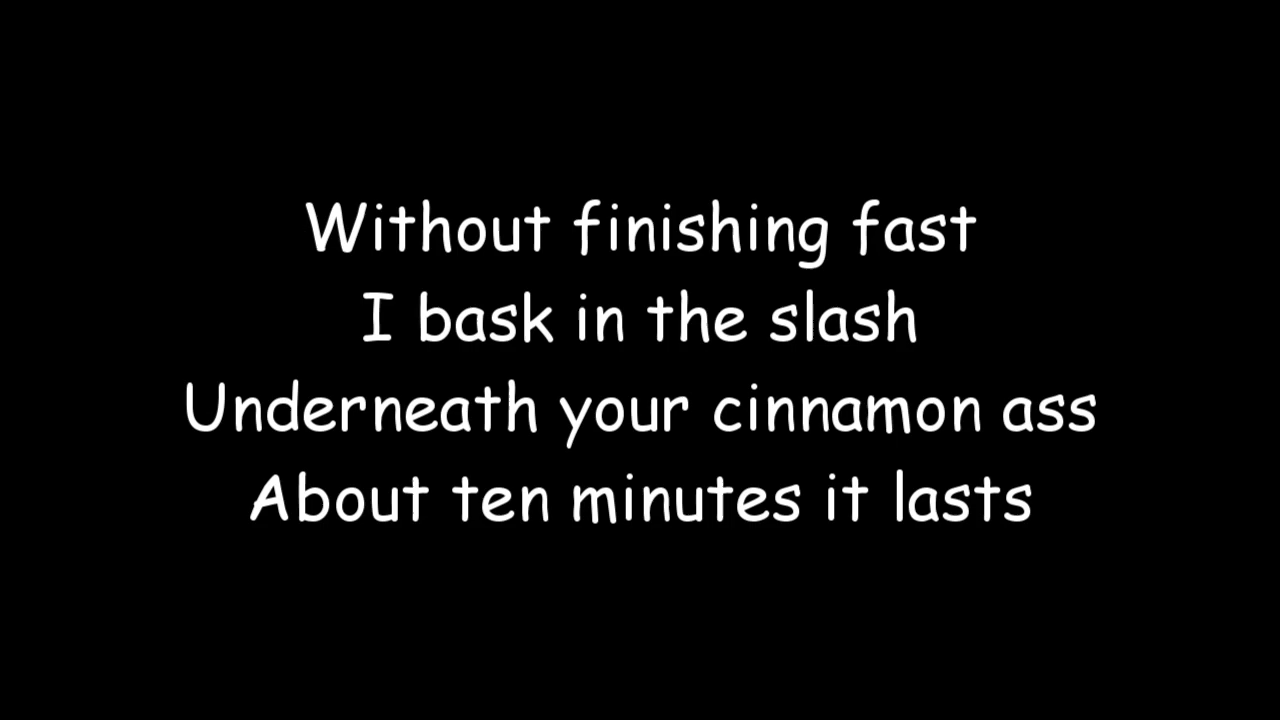 Without finishing fast
I bask in the slash
Underneath your cinnamon ass
About ten minutes it lasts